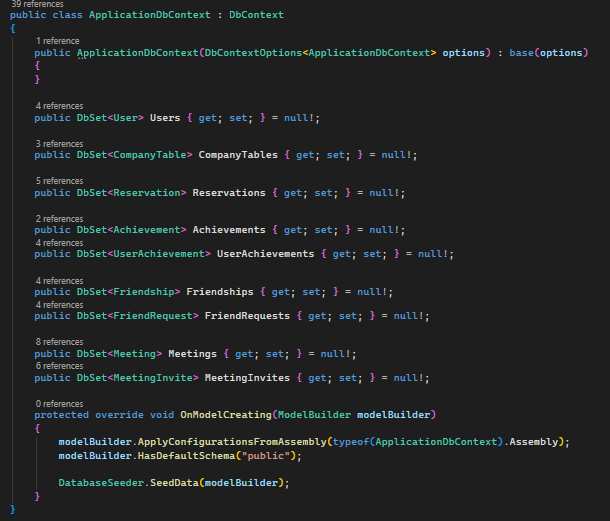 39 references
public class ApplicationDbContext : DbContext
{
1 reference
public ApplicationDbContext(DbContextOptions<ApplicationDbContext> options) : base(options)
{
}
4 references
public DbSet<User> Users { get; set; } = null!;
3 references
public DbSet<CompanyTable> CompanyTables { get; set; } = null!;
5 references
public DbSet<Reservation> Reservations { get; set; } = null!;
2 references
public DbSet<Achievement> Achievements { get; set; } = null!;
4 references
public DbSet<UserAchievement> UserAchievements { get; set; } = null!;
4 references
public DbSet<Friendship> Friendships { get; set; } = null!;
4 references
public DbSet<FriendRequest> FriendRequests { get; set; } = null!;
8 references
public DbSet<Meeting> Meetings { get; set; } = null!;
6 references
public DbSet<MeetingInvite> MeetingInvites { get; set; } = null!;
0 references
protected override void OnModelCreating(ModelBuilder modelBuilder)
{
modelBuilder.ApplyConfigurationsFromAssembly(typeof(ApplicationDbContext).Assembly);
modelBuilder.HasDefaultSchema("public");
DatabaseSeeder.SeedData(modelBuilder);
}
}